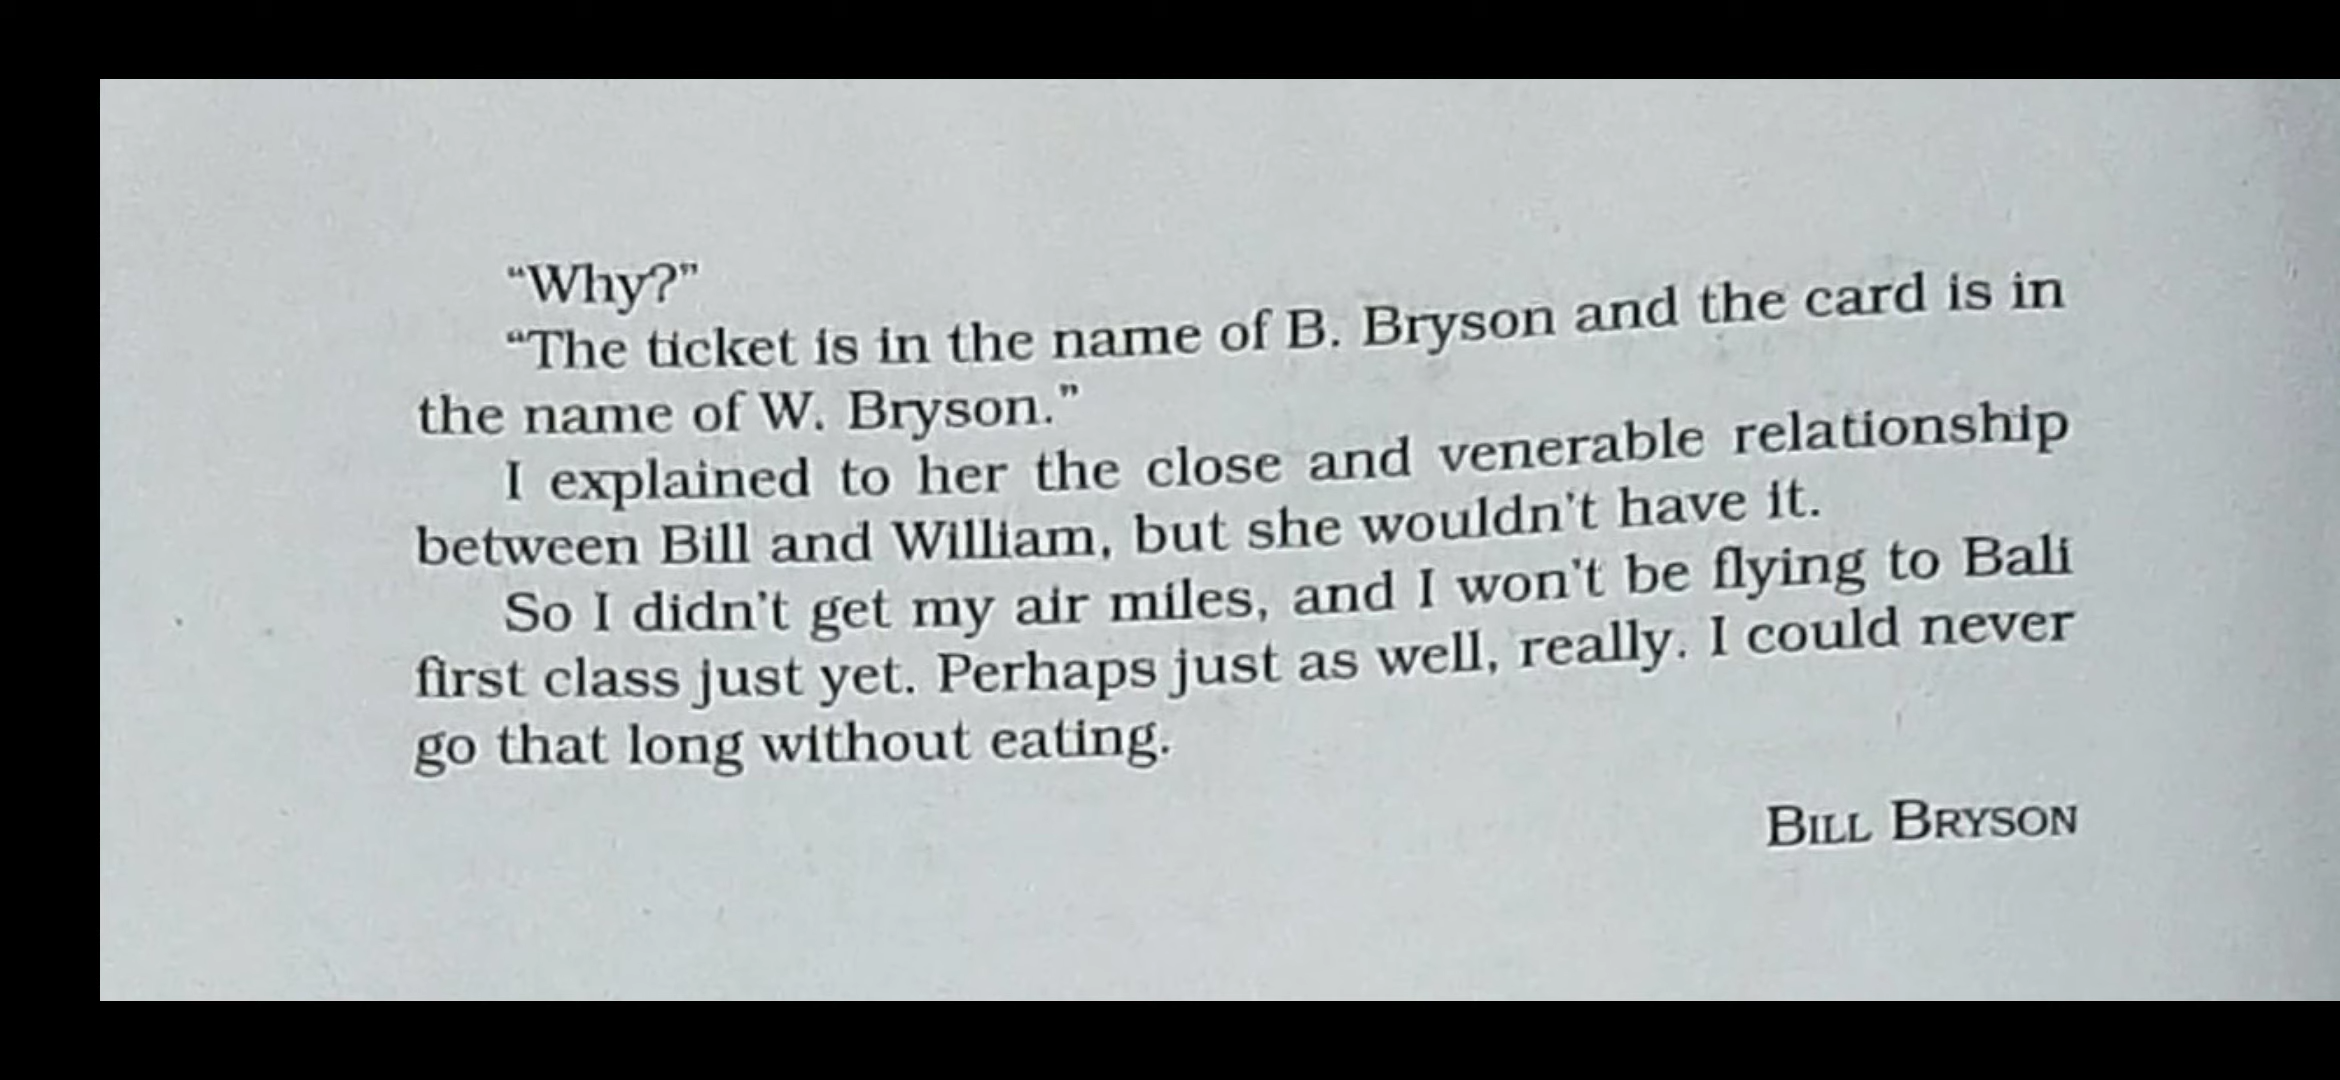 “Why?”
“The ticket is in the name of B. Bryson and the card is in
the name of W. Bryson.”
I explained to her the close and venerable relationship
between Bill and William, but she wouldn't have it.
So I didn't get my air miles, and I won't be flying to Bali
first class just yet. Perhaps just as well, really. I could never
go that long without eating.
BILL BRYSON